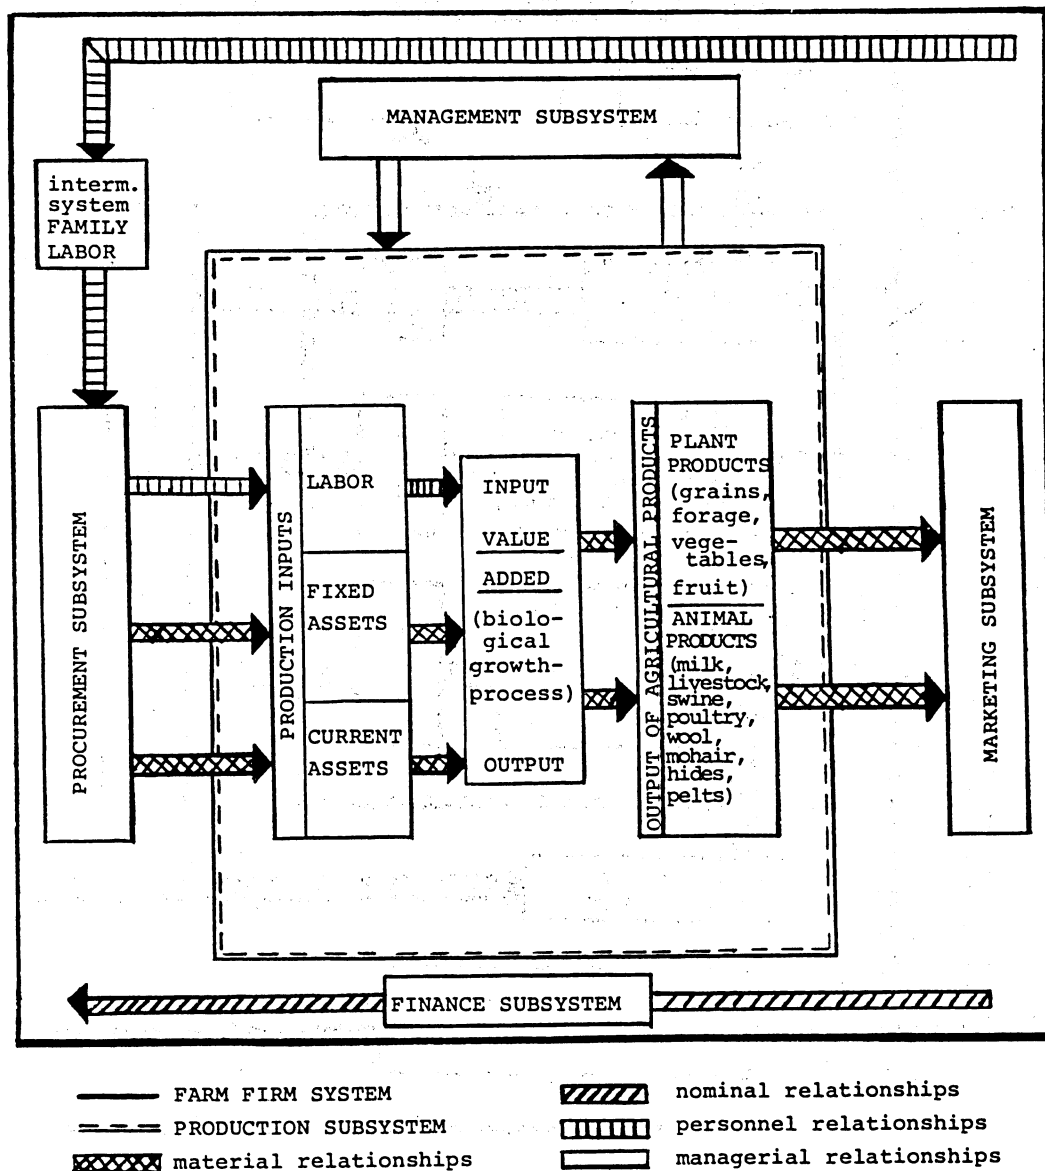 MANAGEMENT SUBSYSTEM
interm.
system
FAMILY
LABOR
PROCUREMENT SUBSYSTEM
PRODUCTION INPUTS
LABOR
FIXED
ASSETS
CURRENT
ASSETS
INPUT
VALUE
ADDED
(biolo-
gical
growth-
process)
OUTPUT
OUTPUT OF AGRICULTURAL PRODUCTS
PLANT
PRODUCTS
(grains,
forage,
vege-
tables,
fruit)
ANIMAL
PRODUCTS
(milk,
livestock,
swine,
poultry,
wool,
mohair,
hides,
pelts)
MARKETING SUBSYSTEM
FINANCE SUBSYSTEM
FARM FIRM SYSTEM
PRODUCTION SUBSYSTEM
material relationships
nominal relationships
personnel relationships
managerial relationships